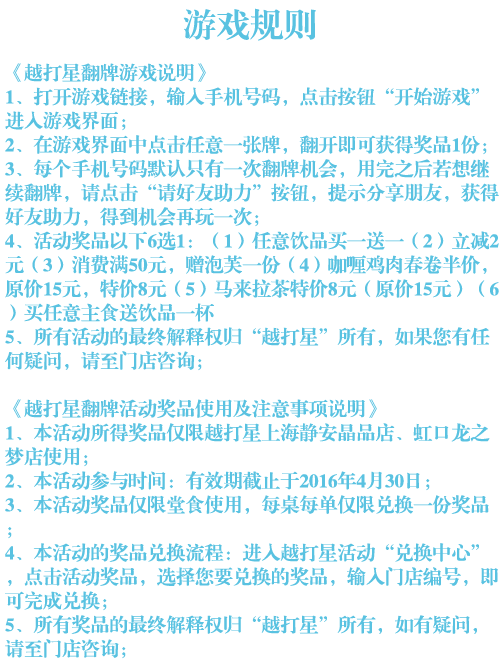 游戏规则
《越打星翻牌游戏说明》
1、打开游戏链接，输入手机号码，点击按钮“开始游戏”
进入游戏界面；
2、在游戏界面中点击任意一张牌，翻开即可获得奖品1份；
3、每个手机号码默认只有一次翻牌机会，用完之后若想继
续翻牌，请点击“请好友助力”按钮，提示分享朋友，获得
好友助力，得到机会再玩一次；
4、活动奖品以下6选1：（1）任意饮品买一送一（2）立减2
元（3）消费满50元，赠泡芙一份（4）咖喱鸡肉春卷半价，
原价15元，特价8元（5）马来拉茶特价8元（原价15元）（6
）买任意主食送饮品一杯
5、所有活动的最终解释权归“越打星”所有，如果您有任
何疑问，请至门店咨询；
《越打星翻牌活动奖品使用及注意事项说明》
1、本活动所得奖品仅限越打星上海静安晶品店、虹口龙之
梦店使用；
2、本活动参与时间：有效期截止于2016年4月30日；
3、本活动奖品仅限堂食使用，每桌每单仅限兑换一份奖品
；
4、本活动的奖品兑换流程：进入越打星活动“兑换中心”
，点击活动奖品，选择您要兑换的奖品，输入门店编号，即
可完成兑换；
5、所有奖品的最终解释权归“越打星”所有，如有疑问，
请至门店咨询；